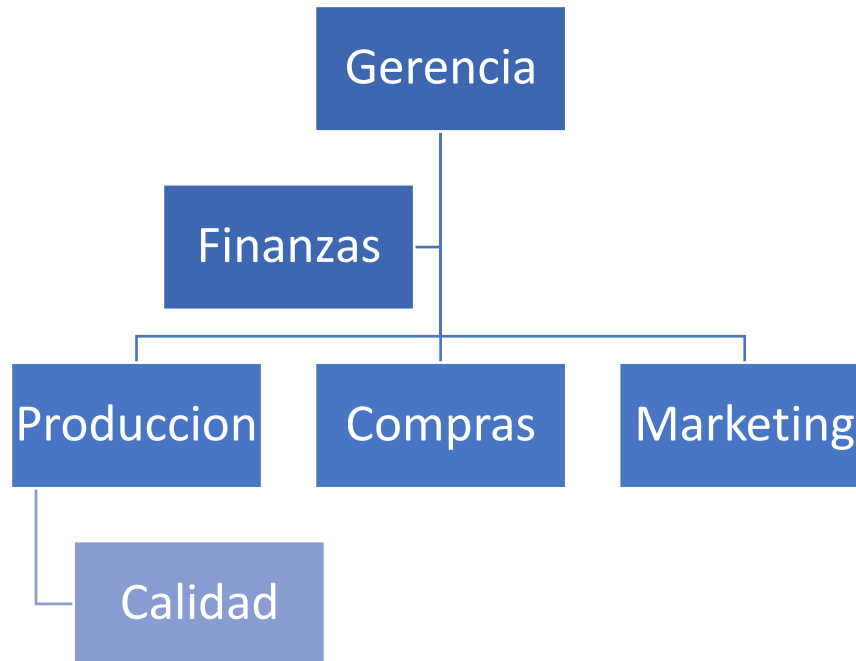 Gerencia
Finanzas
Produccion
Compras
Marketing
Calidad